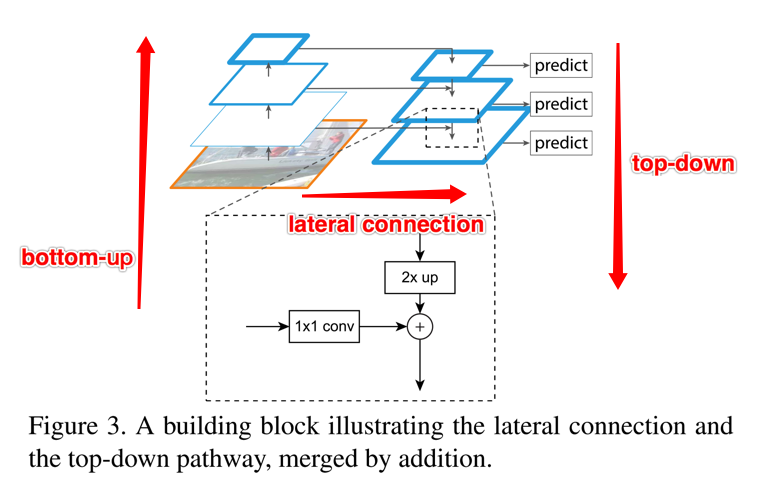 predict
predict
predict
top-down
lateral connection
bottom-up
2x up
1x1 conv
+
Figure 3. A building block illustrating the lateral connection and
the top-down pathway, merged by addition.